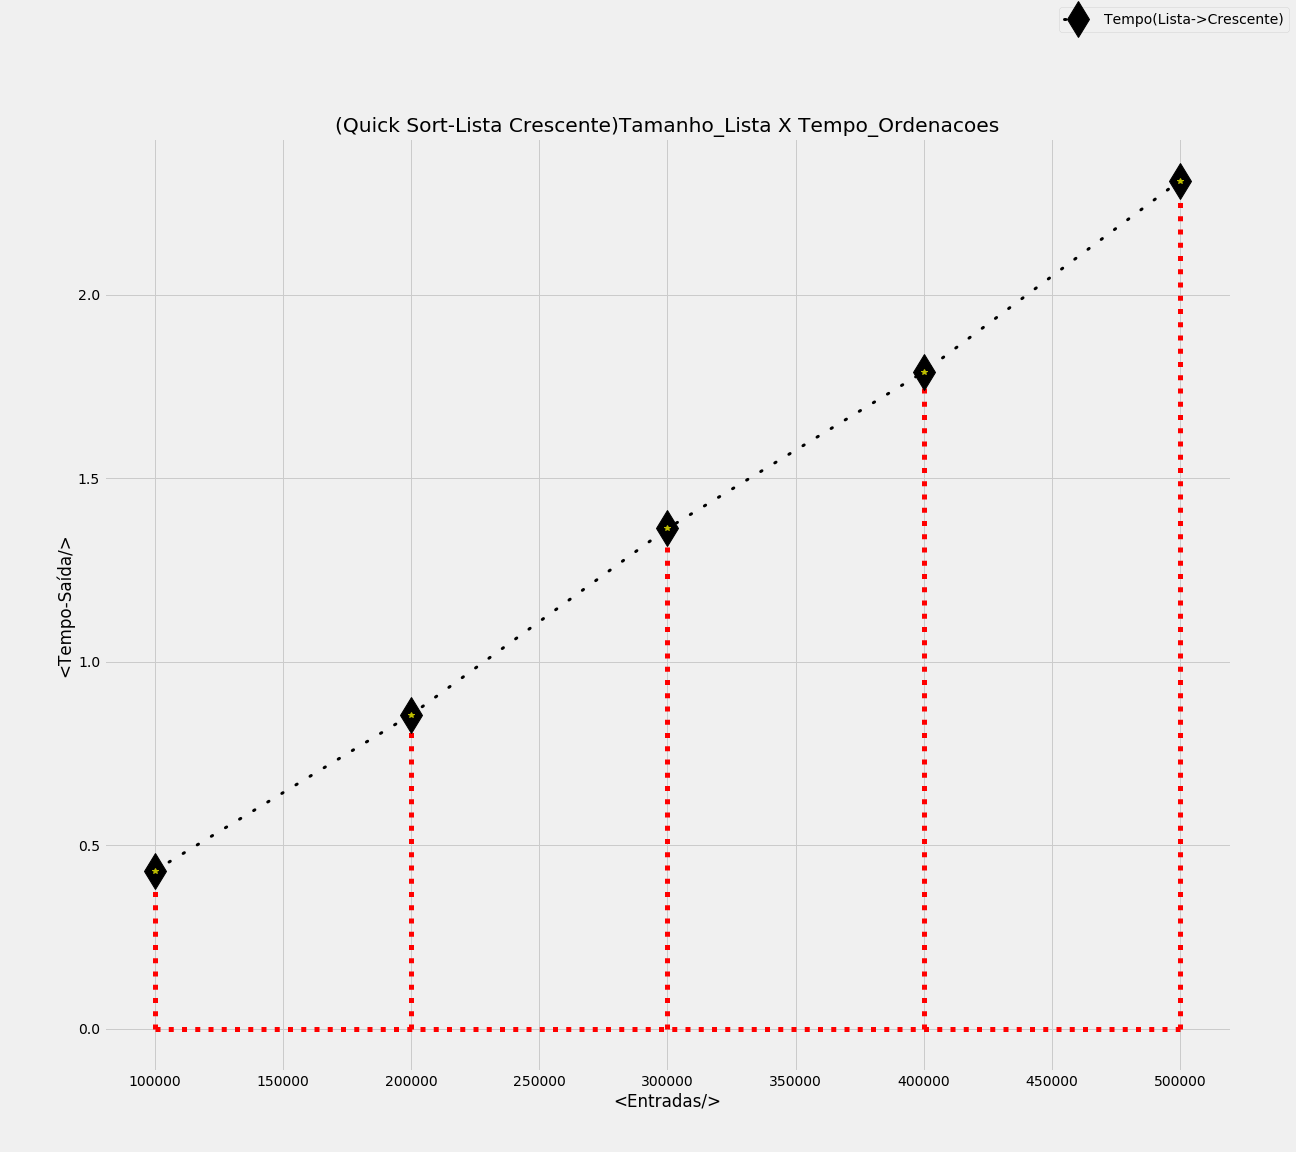 Tempo(Lista->Crescente)
(Quick Sort-Lista Crescente)Tamanho_Lista X Tempo_Ordenacoes
<Tempo-Saída/>
2.0
1.5
1.0
0.5
0.0
100000 150000 200000 250000 300000 350000 400000 450000 500000
<Entradas/>